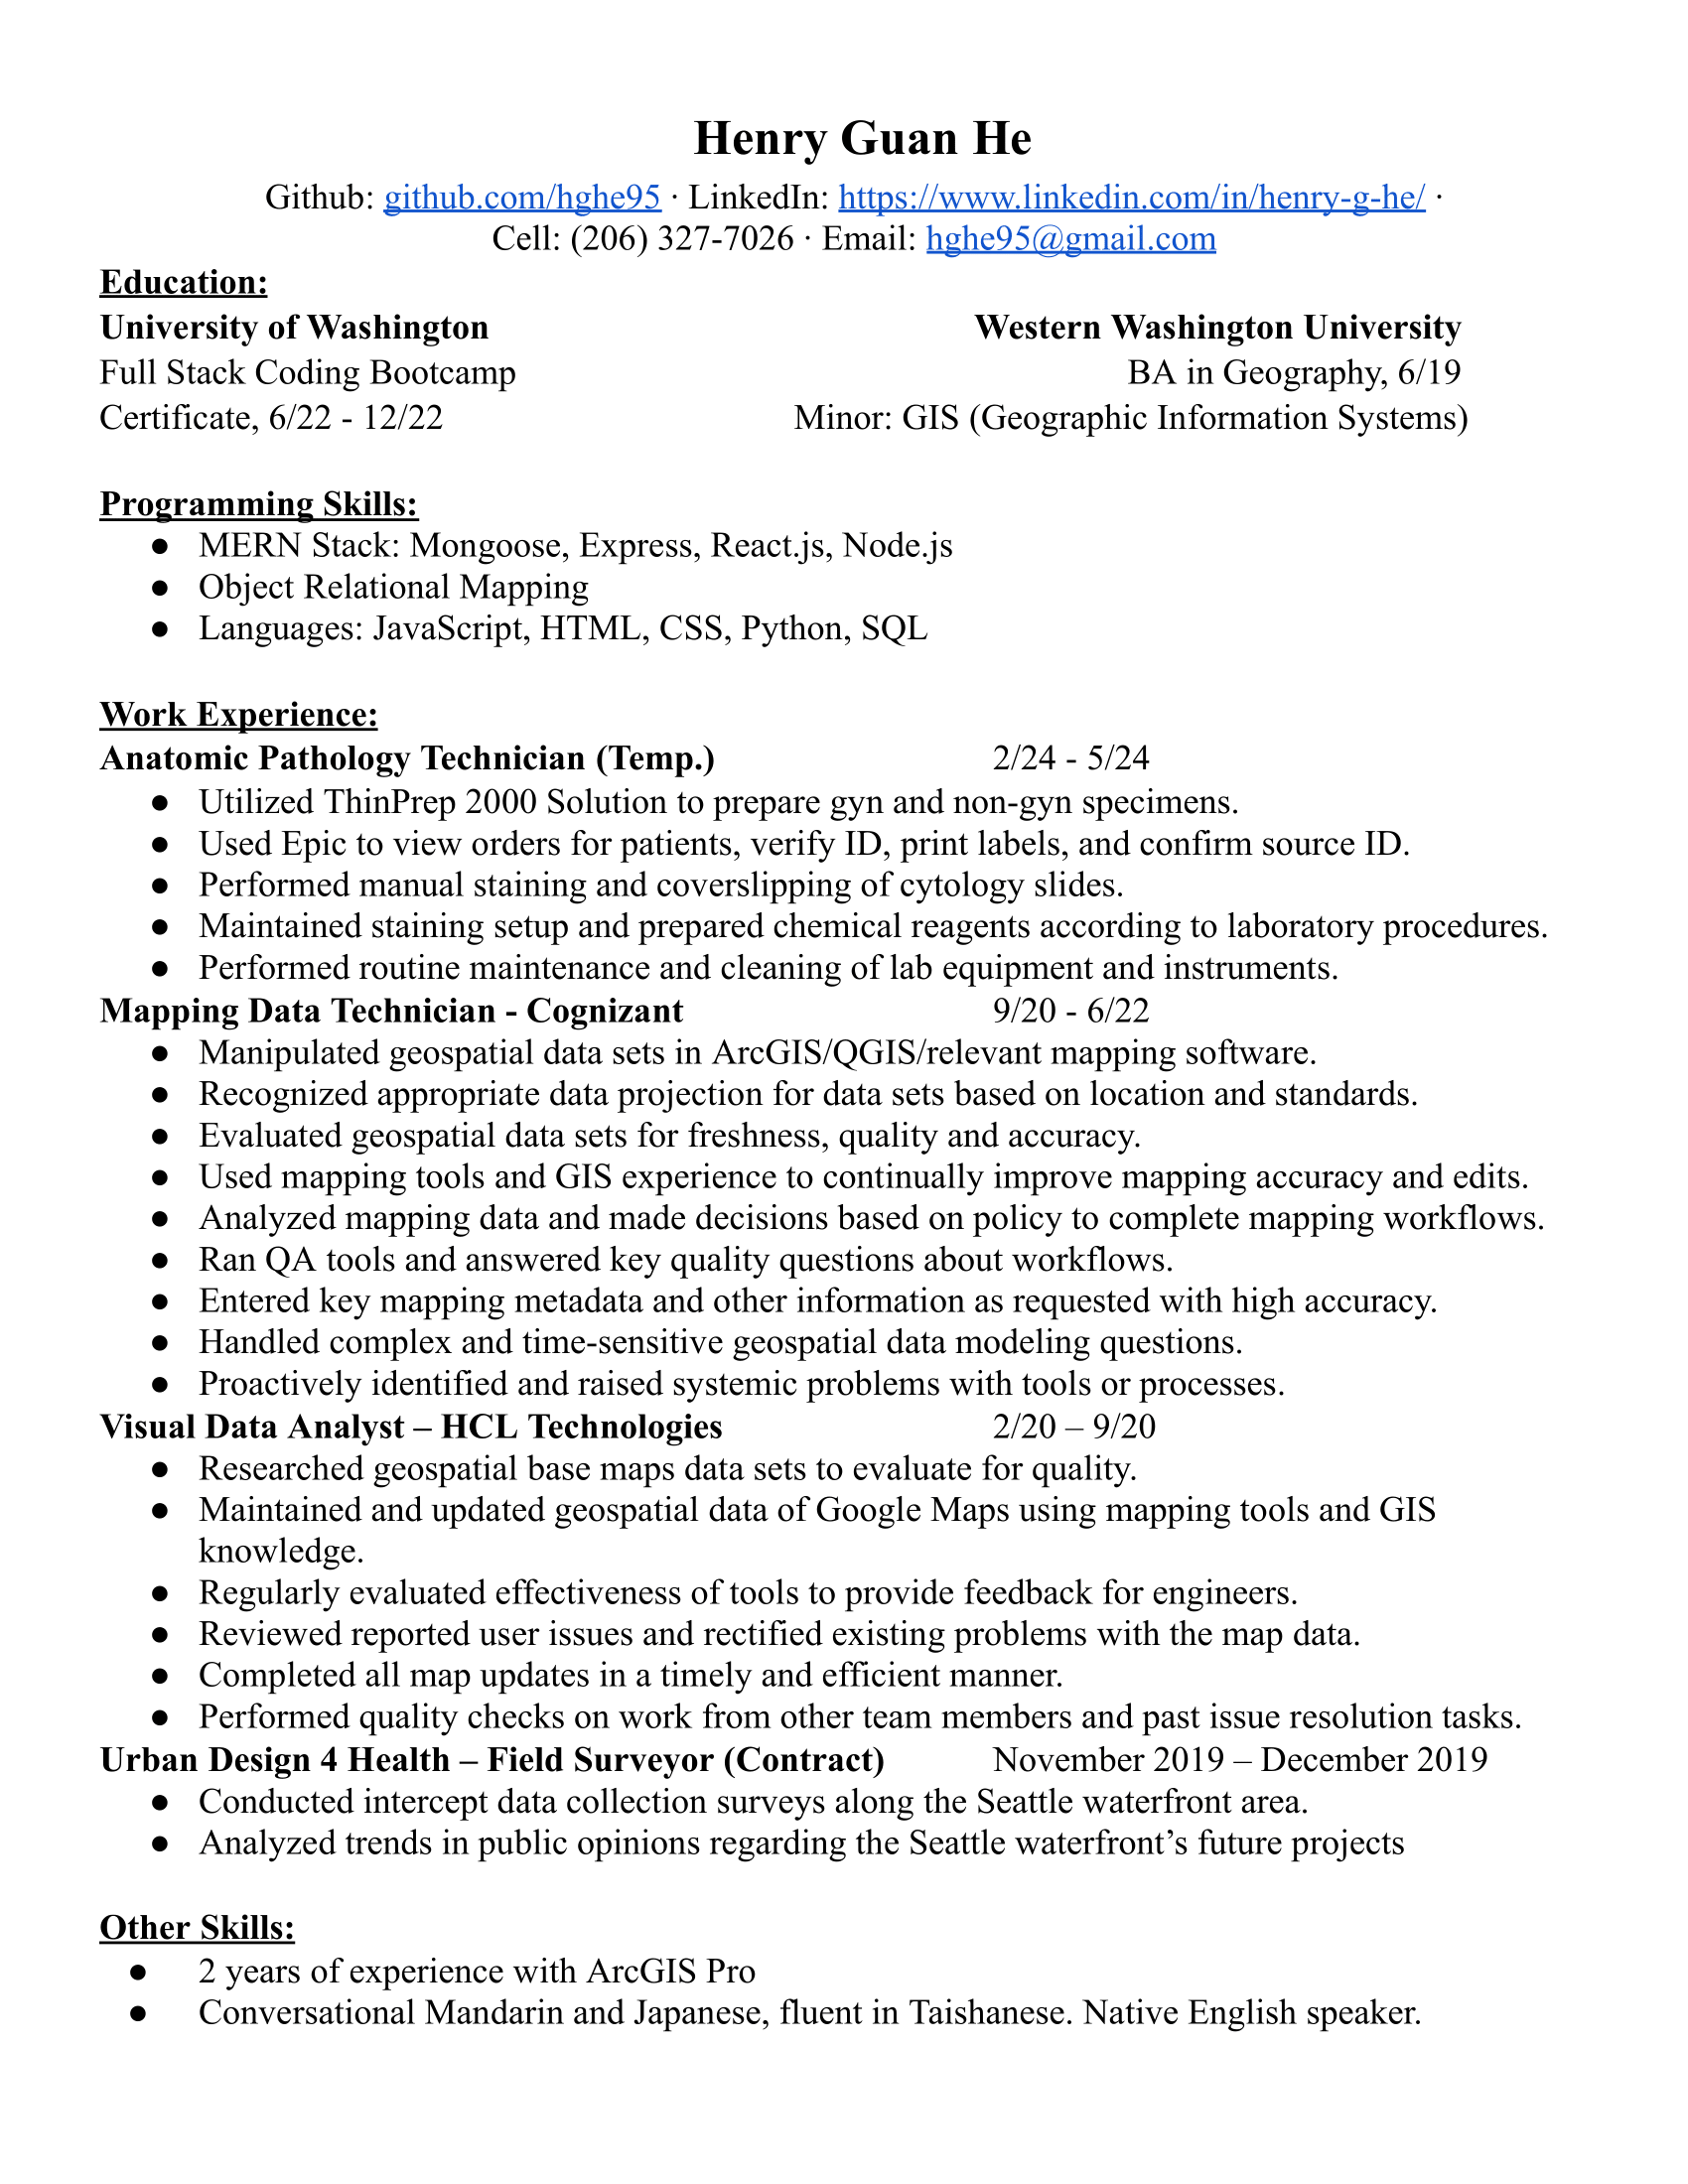 Henry Guan He
Github: github.com/hghe95 · LinkedIn: https://www.linkedin.com/in/henry-g-he/ ·
Cell: (206) 327-7026 · Email: hghe95@gmail.com
Education:
University of Washington Western Washington University
Full Stack Coding Bootcamp BA in Geography, 6/19
Certificate, 6/22 - 12/22 Minor: GIS (Geographic Information Systems)
Programming Skills:
● MERN Stack: Mongoose, Express, React.js, Node.js
● Object Relational Mapping
● Languages: JavaScript, HTML, CSS, Python, SQL
Work Experience:
Anatomic Pathology Technician (Temp.) 2/24 - 5/24
● Utilized ThinPrep 2000 Solution to prepare gyn and non-gyn specimens.
● Used Epic to view orders for patients, verify ID, print labels, and confirm source ID.
● Performed manual staining and coverslipping of cytology slides.
● Maintained staining setup and prepared chemical reagents according to laboratory procedures.
● Performed routine maintenance and cleaning of lab equipment and instruments.
Mapping Data Technician - Cognizant 9/20 - 6/22
● Manipulated geospatial data sets in ArcGIS/QGIS/relevant mapping software.
● Recognized appropriate data projection for data sets based on location and standards.
● Evaluated geospatial data sets for freshness, quality and accuracy.
● Used mapping tools and GIS experience to continually improve mapping accuracy and edits.
● Analyzed mapping data and made decisions based on policy to complete mapping workflows.
● Ran QA tools and answered key quality questions about workflows.
● Entered key mapping metadata and other information as requested with high accuracy.
● Handled complex and time-sensitive geospatial data modeling questions.
● Proactively identified and raised systemic problems with tools or processes.
Visual Data Analyst – HCL Technologies 2/20 – 9/20
● Researched geospatial base maps data sets to evaluate for quality.
● Maintained and updated geospatial data of Google Maps using mapping tools and GIS
knowledge.
● Regularly evaluated effectiveness of tools to provide feedback for engineers.
● Reviewed reported user issues and rectified existing problems with the map data.
● Completed all map updates in a timely and efficient manner.
● Performed quality checks on work from other team members and past issue resolution tasks.
Urban Design 4 Health – Field Surveyor (Contract) November 2019 – December 2019
● Conducted intercept data collection surveys along the Seattle waterfront area.
● Analyzed trends in public opinions regarding the Seattle waterfront’s future projects
Other Skills:
● 2 years of experience with ArcGIS Pro
● Conversational Mandarin and Japanese, fluent in Taishanese. Native English speaker.